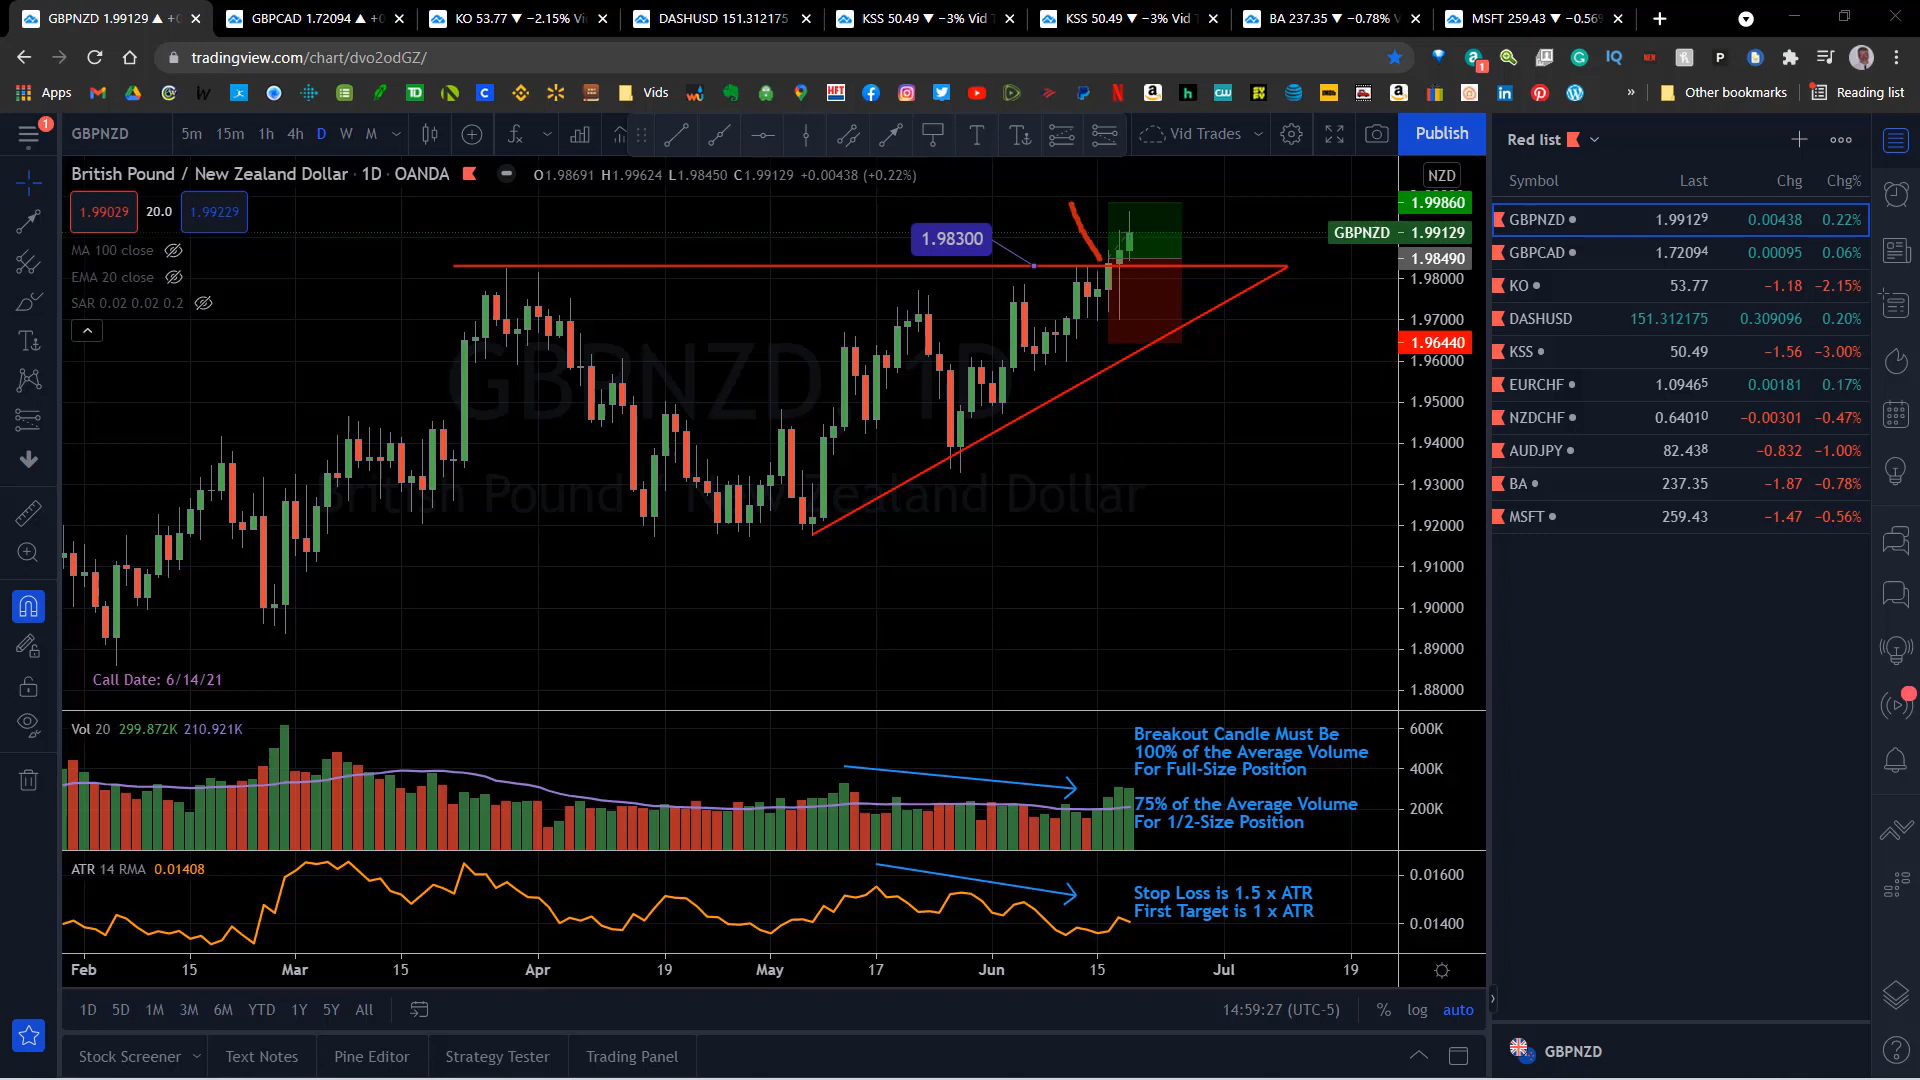 GBPNZD 1.99129 ▲ +0
GBPCAD 1.72094 ▲ +0
KO 53.77 ▼ −2.15% Vi
DASHUSD 151.312175
KSS 50.49 ▼ −3% Vid T
KSS 50.49 ▼ −3% Vid T
BA 237.35 ▼ −0.78% V
MSFT 259.43 ▼ −0.56%
tradingview.com/chart/dvo2odGZ/
Apps
Vids
» Other bookmarks
Reading list
GBPNZD 5m 15m 1h 4h D W M
Vid Trades
Publish
British Pound / New Zealand Dollar · 1D · OANDA O1.98691 H1.99624 L1.98450 C1.99129 +0.00438 (+0.22%)
1.99029 20.0 1.99229
MA 100 close
EMA 20 close
SAR 0.02 0.02 0.2
1.98300
GBPNZD 1D
British Pound / New Zealand Dollar
Call Date: 6/14/21
NZD
1.99860
GBPNZD 1.99129
1.98490
1.98000
1.97000
1.96440
1.96000
1.95000
1.94000
1.93000
1.92000
1.91000
1.90000
1.89000
1.88000
Vol 20 299.872K 210.921K
Breakout Candle Must Be
100% of the Average Volume
For Full-Size Position
75% of the Average Volume
For 1/2-Size Position
600K
400K
200K
ATR 14 RMA 0.01408
Stop Loss is 1.5 x ATR
First Target is 1 x ATR
0.01600
0.01400
Feb 15 Mar 15 Apr 19 May 17 Jun 15 Jul 19
1D 5D 1M 3M 6M YTD 1Y 5Y All
14:59:27 (UTC-5) % log auto
Stock Screener Text Notes Pine Editor Strategy Tester Trading Panel
Red list
Symbol Last Chg Chg%
GBPNZD 1.99129 0.00438 0.22%
GBPCAD 1.72094 0.00095 0.06%
KO 53.77 −1.18 −2.15%
DASHUSD 151.312175 0.309096 0.20%
KSS 50.49 −1.56 −3.00%
EURCHF 1.09465 0.00181 0.17%
NZDCHF 0.64010 −0.00301 −0.47%
AUDJPY 82.438 −0.832 −1.00%
BA 237.35 −1.87 −0.78%
MSFT 259.43 −1.47 −0.56%
GBPNZD